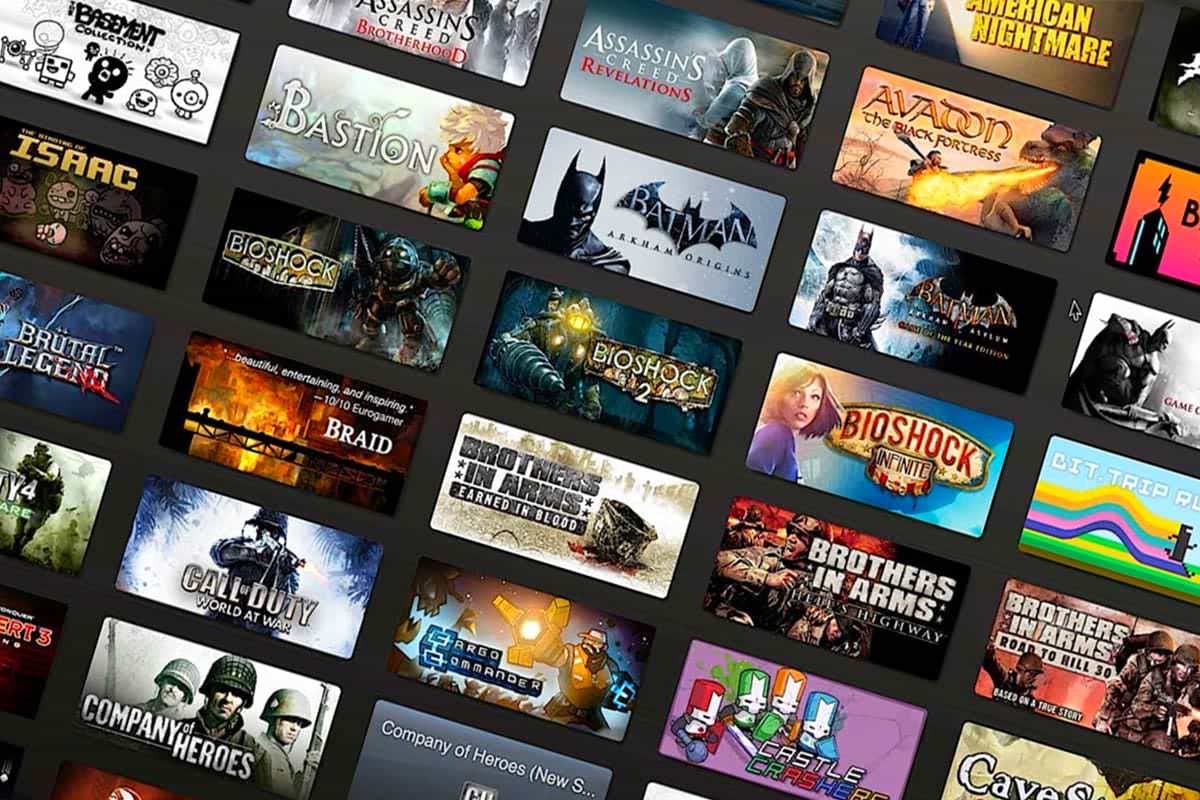 THE BASEMENT
COLLECTION
ASSASSIN'S
CREED
BROTHERHOOD
ASSASSIN'S
CREED
REVELATIONS
AMERICAN
NIGHTMARE
THE BINDING OF
ISAAC
BASTION
BATMAN
ARKHAM ORIGINS
AVADON
THE BLACK FORTRESS
BRÜTAL
LEGEND
BIOSHOCK
BIOSHOCK
2
BATMAN
ARKHAM ASYLUM
GAME OF THE YEAR EDITION
"...beautiful, entertaining, and inspiring."
—10/10 Eurogamer
BRAID
BROTHERS
IN ARMS
EARNED IN BLOOD
BIOSHOCK
INFINITE
GAME
TY4
ARE
CALL OF DUTY
WORLD AT WAR
CARGO
COMMANDER
BROTHERS
IN ARMS
HELL'S HIGHWAY
BIT.TRIP R
ERT 3
COMPANY of
HEROES
Company of Heroes (New S...
CASTLE
CRASHERS
BROTHERS
IN ARMS
ROAD TO HILL 30
BASED ON A TRUE STORY
CAVE S